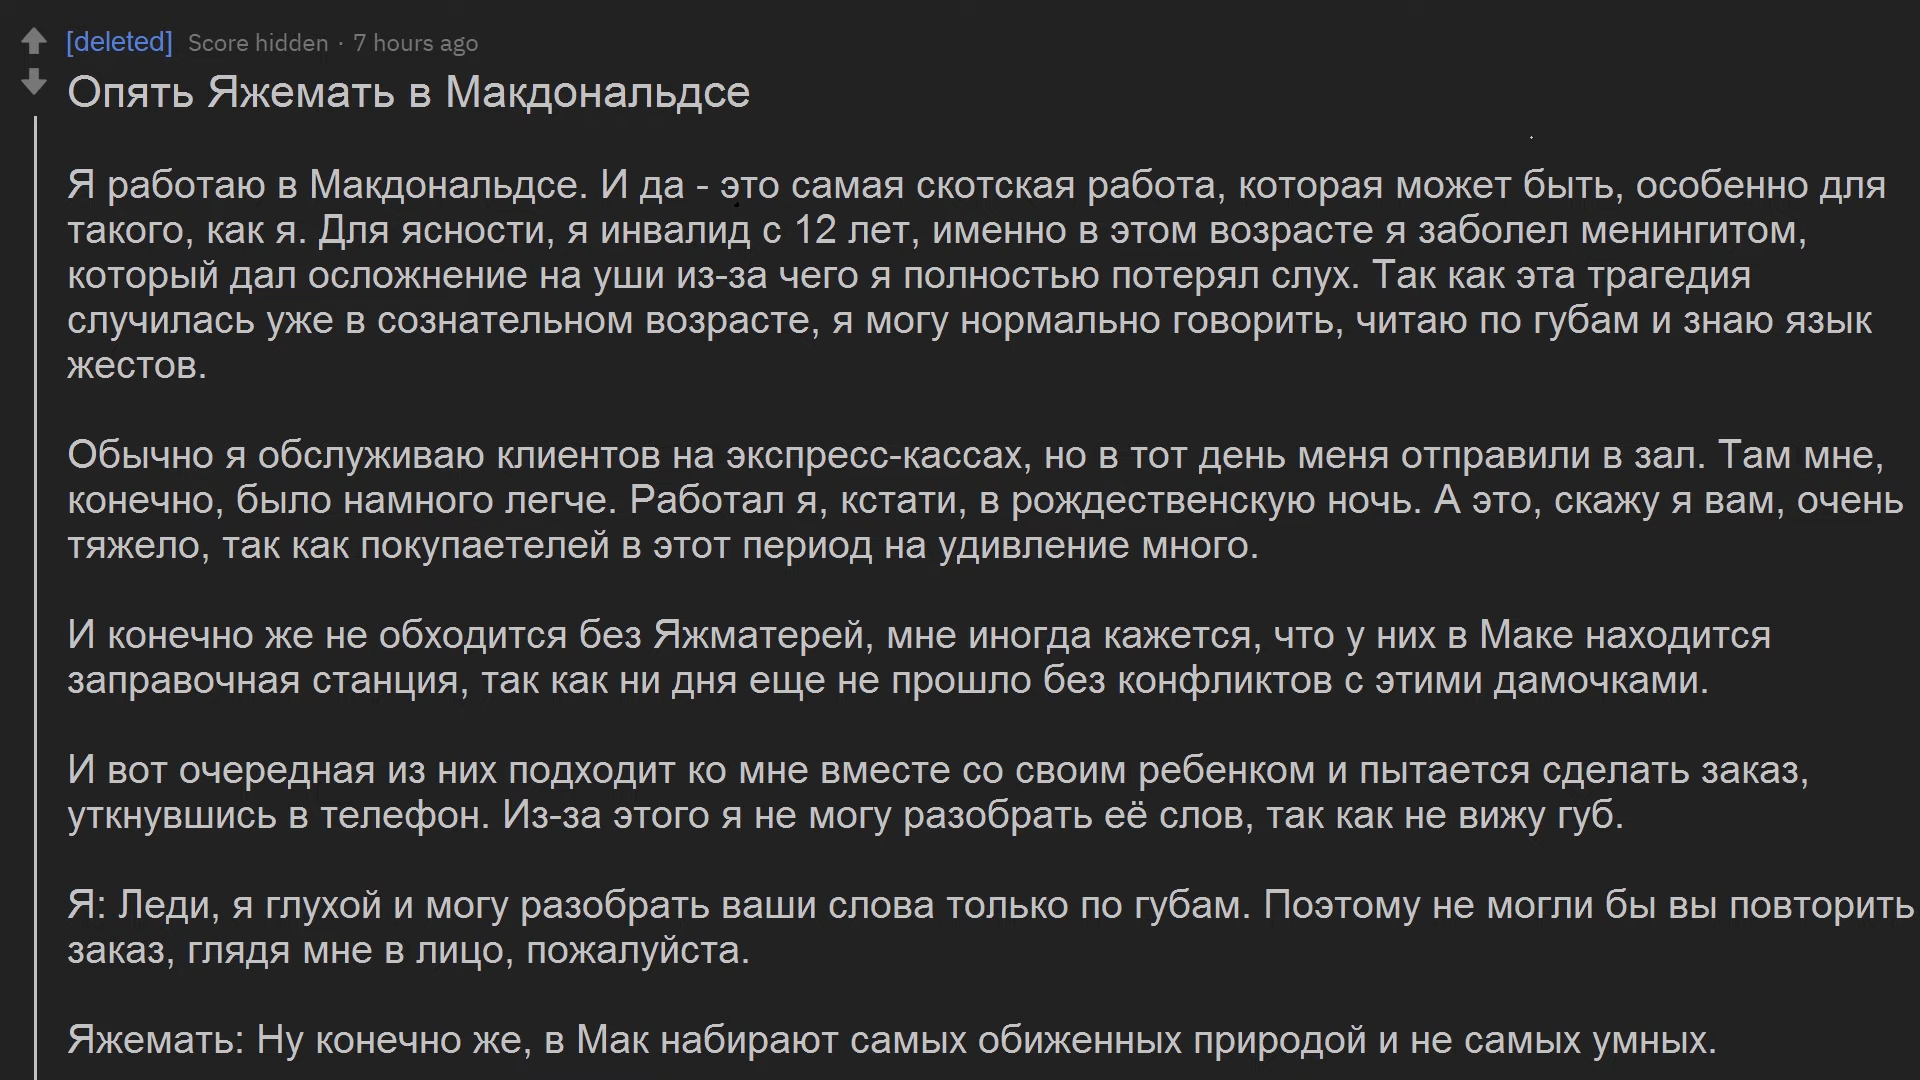 [deleted] Score hidden · 7 hours ago
Опять Яжемать в Макдональдсе
Я работаю в Макдональдсе. И да - это самая скотская работа, которая может быть, особенно для
такого, как я. Для ясности, я инвалид с 12 лет, именно в этом возрасте я заболел менингитом,
который дал осложнение на уши из-за чего я полностью потерял слух. Так как эта трагедия
случилась уже в сознательном возрасте, я могу нормально говорить, читаю по губам и знаю язык
жестов.
Обычно я обслуживаю клиентов на экспресс-кассах, но в тот день меня отправили в зал. Там мне,
конечно, было намного легче. Работал я, кстати, в рождественскую ночь. А это, скажу я вам, очень
тяжело, так как покупаетелей в этот период на удивление много.
И конечно же не обходится без Яжматерей, мне иногда кажется, что у них в Маке находится
заправочная станция, так как ни дня еще не прошло без конфликтов с этими дамочками.
И вот очередная из них подходит ко мне вместе со своим ребенком и пытается сделать заказ,
уткнувшись в телефон. Из-за этого я не могу разобрать её слов, так как не вижу губ.
Я: Леди, я глухой и могу разобрать ваши слова только по губам. Поэтому не могли бы вы повторить
заказ, глядя мне в лицо, пожалуйста.
Яжемать: Ну конечно же, в Мак набирают самых обиженных природой и не самых умных.